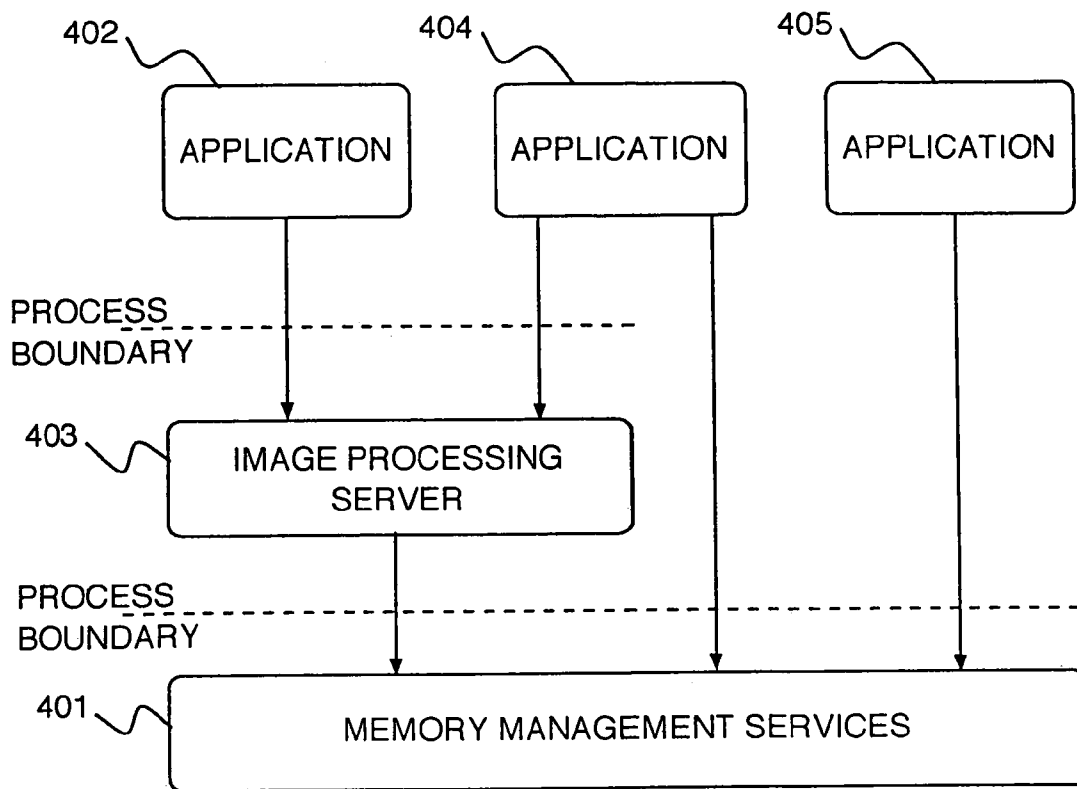 402
404
405
APPLICATION
APPLICATION
APPLICATION
PROCESS
BOUNDARY
403
IMAGE PROCESSING
SERVER
PROCESS
BOUNDARY
401
MEMORY MANAGEMENT SERVICES